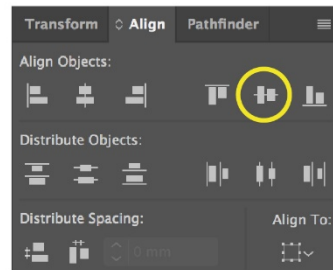 Transform Align Pathfinder
Align Objects:
Distribute Objects:
Distribute Spacing: Align To:
0 mm